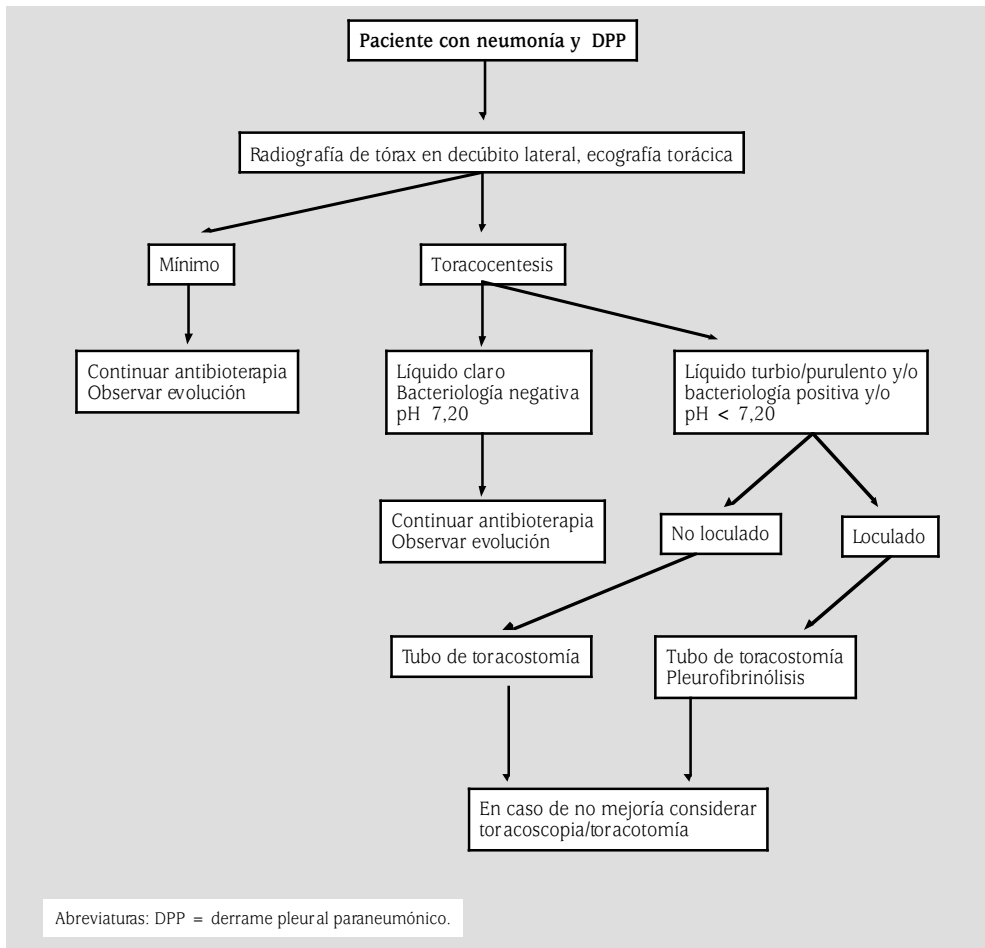 Paciente con neumonía y DPP
Radiografía de tórax en decúbito lateral, ecografía torácica
Mínimo
Toracocentesis
Continuar antibioterapia
Observar evolución
Líquido claro
Bacteriología negativa
pH 7,20
Líquido turbio/purulento y/o
bacteriología positiva y/o
pH < 7,20
Continuar antibioterapia
Observar evolución
No loculado
Loculado
Tubo de toracostomía
Tubo de toracostomía
Pleurofibrinólisis
En caso de no mejoría considerar
toracoscopia/toracotomía
Abreviaturas: DPP = derrame pleural paraneumónico.